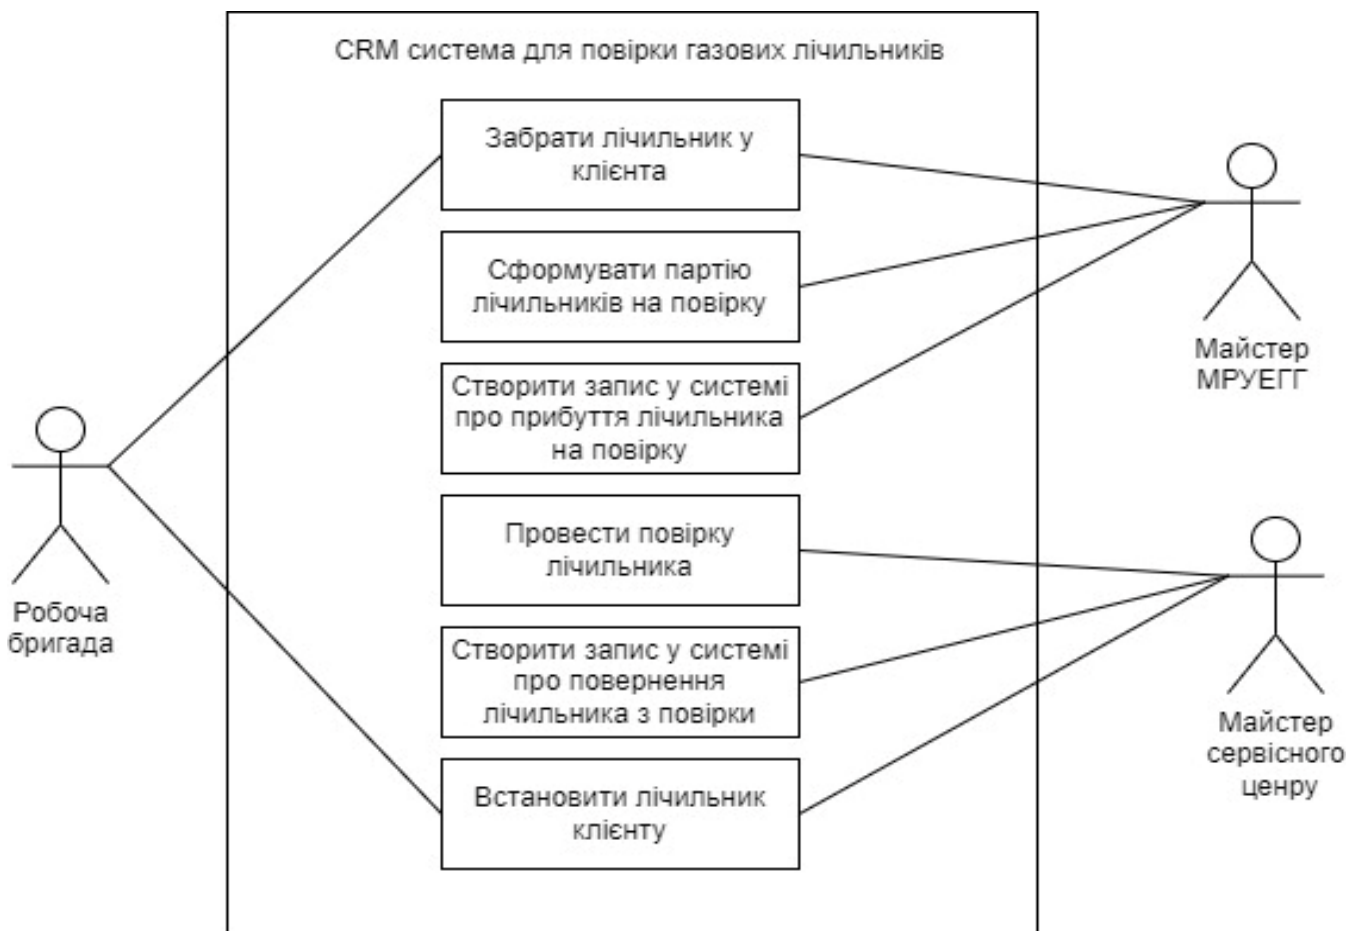 CRM система для повірки газових лічильників
Забрати лічильник у
клієнта
Сформувати партію
лічильників на повірку
Створити запис у системі
про прибуття лічильника
на повірку
Провести повірку
лічильника
Створити запис у системі
про повернення
лічильника з повірки
Встановити лічильник
клієнту
Робоча
бригада
Майстер
МРУЕГГ
Майстер
сервісного
ценру